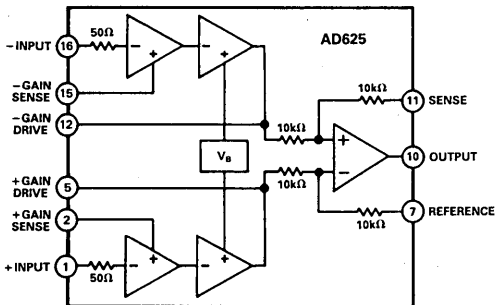 AD625
50Ω
−INPUT 16
− + − +
−GAIN
SENSE 15
−GAIN
DRIVE 12
10kΩ
11 SENSE
10kΩ
+
10 OUTPUT
−
VB
+GAIN
DRIVE 5
10kΩ
+GAIN
SENSE 2
10kΩ
7 REFERENCE
+INPUT 1
50Ω
− + − +